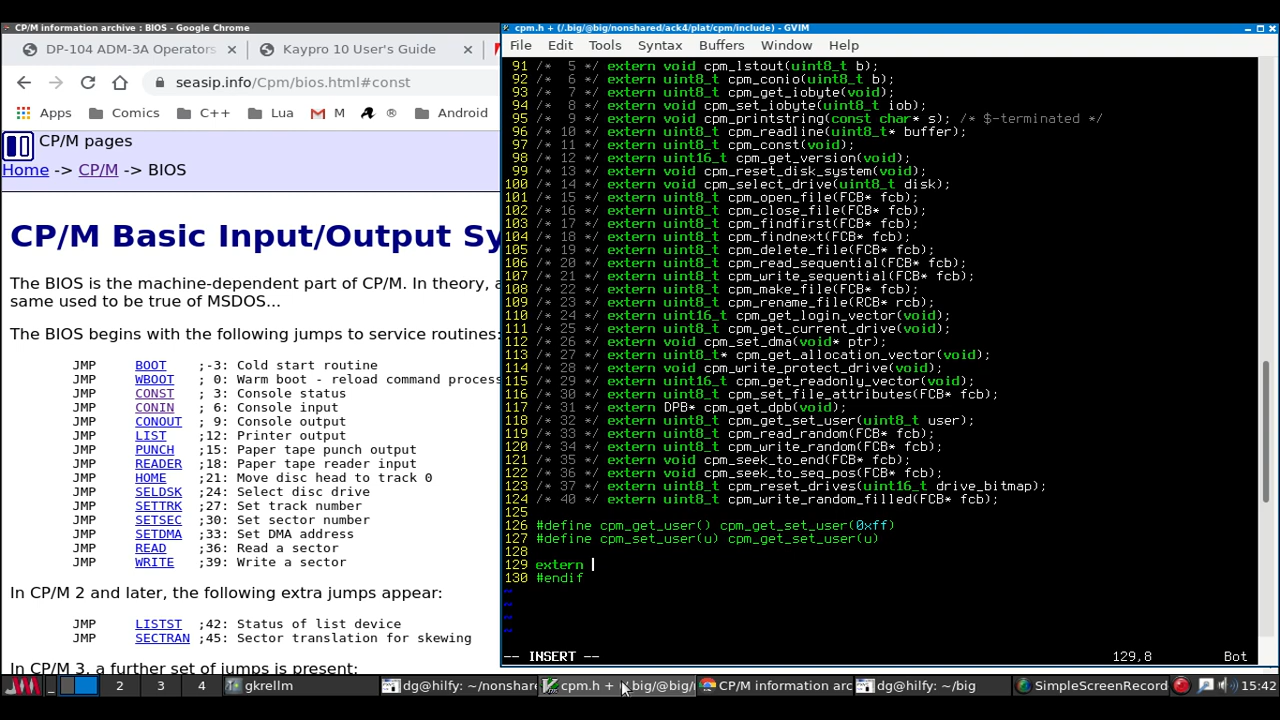 CP/M information archive : BIOS - Google Chrome
DP-104 ADM-3A Operators
Kaypro 10 User's Guide
seasip.info/Cpm/bios.html#const
Apps Comics C++ Lua M ® Android
CP/M pages
Home -> CP/M -> BIOS
CP/M Basic Input/Output Sy
The BIOS is the machine-dependent part of CP/M. In theory, a
same used to be true of MSDOS...
The BIOS begins with the following jumps to service routines:
JMP BOOT ;-3: Cold start routine
JMP WBOOT ; 0: Warm boot - reload command process
JMP CONST ; 3: Console status
JMP CONIN ; 6: Console input
JMP CONOUT ; 9: Console output
JMP LIST ;12: Printer output
JMP PUNCH ;15: Paper tape punch output
JMP READER ;18: Paper tape reader input
JMP HOME ;21: Move disc head to track 0
JMP SELDSK ;24: Select disc drive
JMP SETTRK ;27: Set track number
JMP SETSEC ;30: Set sector number
JMP SETDMA ;33: Set DMA address
JMP READ ;36: Read a sector
JMP WRITE ;39: Write a sector
In CP/M 2 and later, the following extra jumps appear:
JMP LISTST ;42: Status of list device
JMP SECTRAN ;45: Sector translation for skewing
In CP/M 3, a further set of jumps is present:
cpm.h + (/.big/@big/nonshared/ack4/plat/cpm/include) - GVIM
File Edit Tools Syntax Buffers Window Help
91 /*  5 */ extern void cpm_lstout(uint8_t b);
92 /*  6 */ extern uint8_t cpm_conio(uint8_t b);
93 /*  7 */ extern uint8_t cpm_get_iobyte(void);
94 /*  8 */ extern void cpm_set_iobyte(uint8_t iob);
95 /*  9 */ extern void cpm_printstring(const char* s); /* $-terminated */
96 /* 10 */ extern uint8_t cpm_readline(uint8_t* buffer);
97 /* 11 */ extern uint8_t cpm_const(void);
98 /* 12 */ extern uint16_t cpm_get_version(void);
99 /* 13 */ extern void cpm_reset_disk_system(void);
100 /* 14 */ extern void cpm_select_drive(uint8_t disk);
101 /* 15 */ extern uint8_t cpm_open_file(FCB* fcb);
102 /* 16 */ extern uint8_t cpm_close_file(FCB* fcb);
103 /* 17 */ extern uint8_t cpm_findfirst(FCB* fcb);
104 /* 18 */ extern uint8_t cpm_findnext(FCB* fcb);
105 /* 19 */ extern uint8_t cpm_delete_file(FCB* fcb);
106 /* 20 */ extern uint8_t cpm_read_sequential(FCB* fcb);
107 /* 21 */ extern uint8_t cpm_write_sequential(FCB* fcb);
108 /* 22 */ extern uint8_t cpm_make_file(FCB* fcb);
109 /* 23 */ extern uint8_t cpm_rename_file(RCB* rcb);
110 /* 24 */ extern uint16_t cpm_get_login_vector(void);
111 /* 25 */ extern uint8_t cpm_get_current_drive(void);
112 /* 26 */ extern void cpm_set_dma(void* ptr);
113 /* 27 */ extern uint8_t* cpm_get_allocation_vector(void);
114 /* 28 */ extern void cpm_write_protect_drive(void);
115 /* 29 */ extern uint16_t cpm_get_readonly_vector(void);
116 /* 30 */ extern uint8_t cpm_set_file_attributes(FCB* fcb);
117 /* 31 */ extern DPB* cpm_get_dpb(void);
118 /* 32 */ extern uint8_t cpm_get_set_user(uint8_t user);
119 /* 33 */ extern uint8_t cpm_read_random(FCB* fcb);
120 /* 34 */ extern uint8_t cpm_write_random(FCB* fcb);
121 /* 35 */ extern void cpm_seek_to_end(FCB* fcb);
122 /* 36 */ extern void cpm_seek_to_seq_pos(FCB* fcb);
123 /* 37 */ extern uint8_t cpm_reset_drives(uint16_t drive_bitmap);
124 /* 40 */ extern uint8_t cpm_write_random_filled(FCB* fcb);
125
126 #define cpm_get_user() cpm_get_set_user(0xff)
127 #define cpm_set_user(u) cpm_get_set_user(u)
128
129 extern
130 #endif
~
~
~
~
-- INSERT -- 129,8 Bot
2 3 4 gkrellm dg@hilfy: ~/nonshare cpm.h + (/.big/@big/ CP/M information arc dg@hilfy: ~/big SimpleScreenRecord 15:42